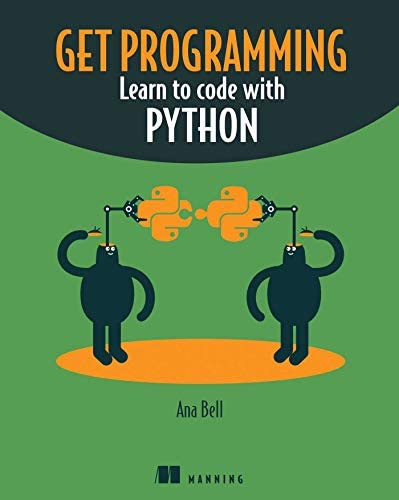 GET PROGRAMMING
Learn to code with
PYTHON
Ana Bell
MANNING